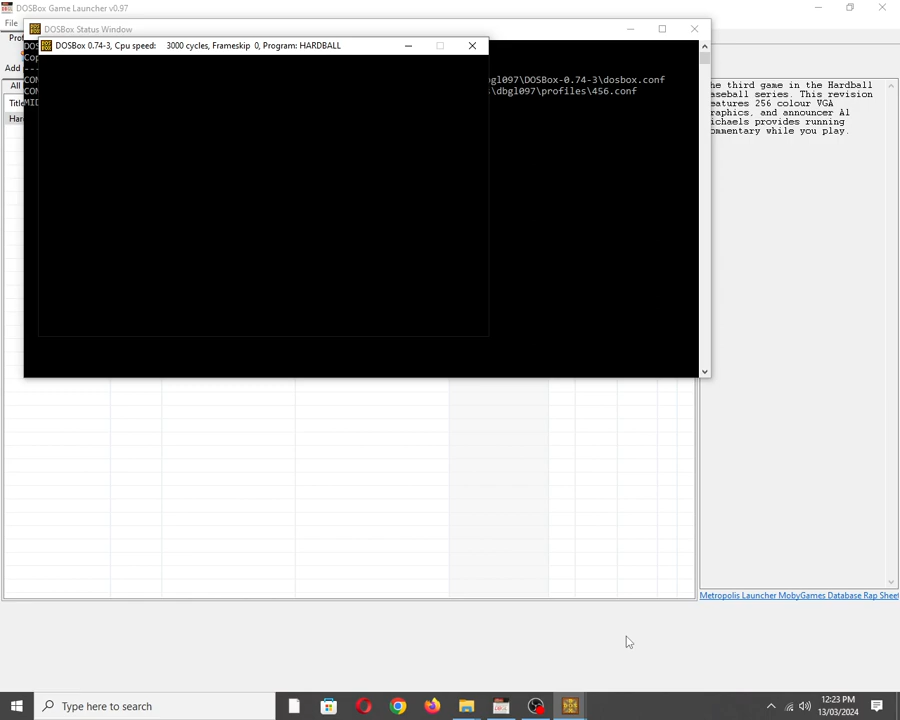 DOSBox Game Launcher v0.97
File
DOSBox Status Window
DOSBox 0.74-3, Cpu speed: 3000 cycles, Frameskip 0, Program: HARDBALL
Add
All
bgl097\DOSBox-0.74-3\dosbox.conf
s\dbgl097\profiles\456.conf
he third game in the Hardball
aseball series. This revision
eatures 256 colour VGA
raphics, and announcer Al
ichaels provides running
ommentary while you play.
Metropolis Launcher MobyGames Database Rap Sheet
Type here to search
12:23 PM
13/03/2024